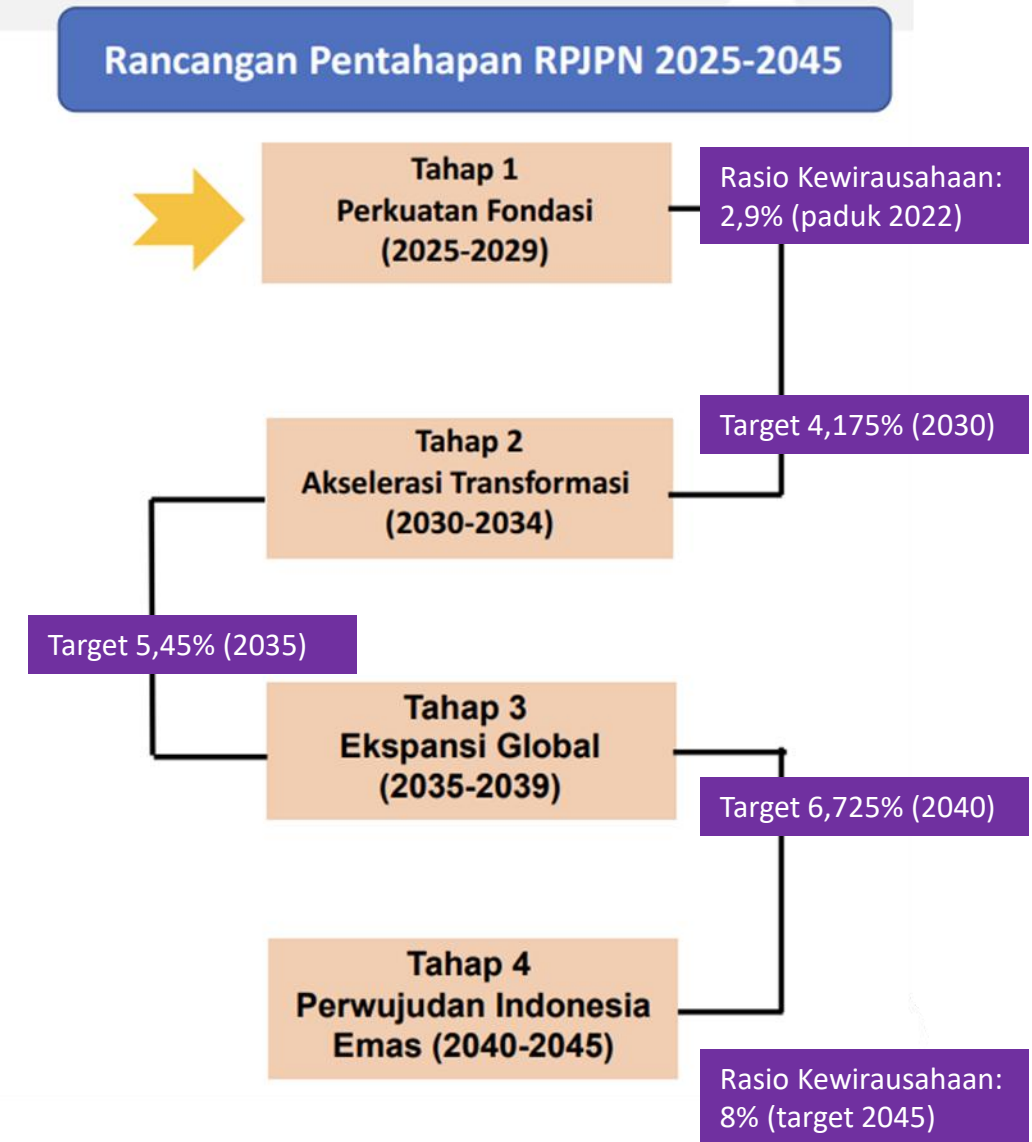 Rancangan Pentahapan RPJPN 2025-2045
Tahap 1
Perkuatan Fondasi
(2025-2029)
Rasio Kewirausahaan:
2,9% (paduk 2022)
Target 4,175% (2030)
Tahap 2
Akselerasi Transformasi
(2030-2034)
Target 5,45% (2035)
Tahap 3
Ekspansi Global
(2035-2039)
Target 6,725% (2040)
Tahap 4
Perwujudan Indonesia
Emas (2040-2045)
Rasio Kewirausahaan:
8% (target 2045)